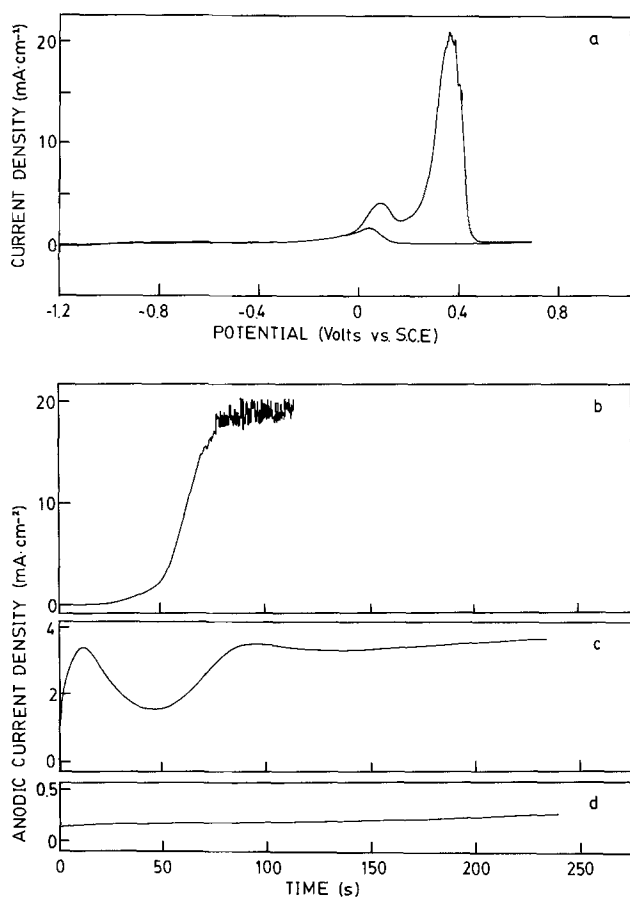 a
CURRENT DENSITY (mA·cm⁻²)
20
10
0
-1.2
-0.8
-0.4
0
0.4
0.8
POTENTIAL (Volts vs. S.C.E)
ANODIC CURRENT DENSITY (mA·cm⁻²)
b
20
10
0
c
4
2
0
d
0.5
0
0
50
100
150
200
250
TIME (s)